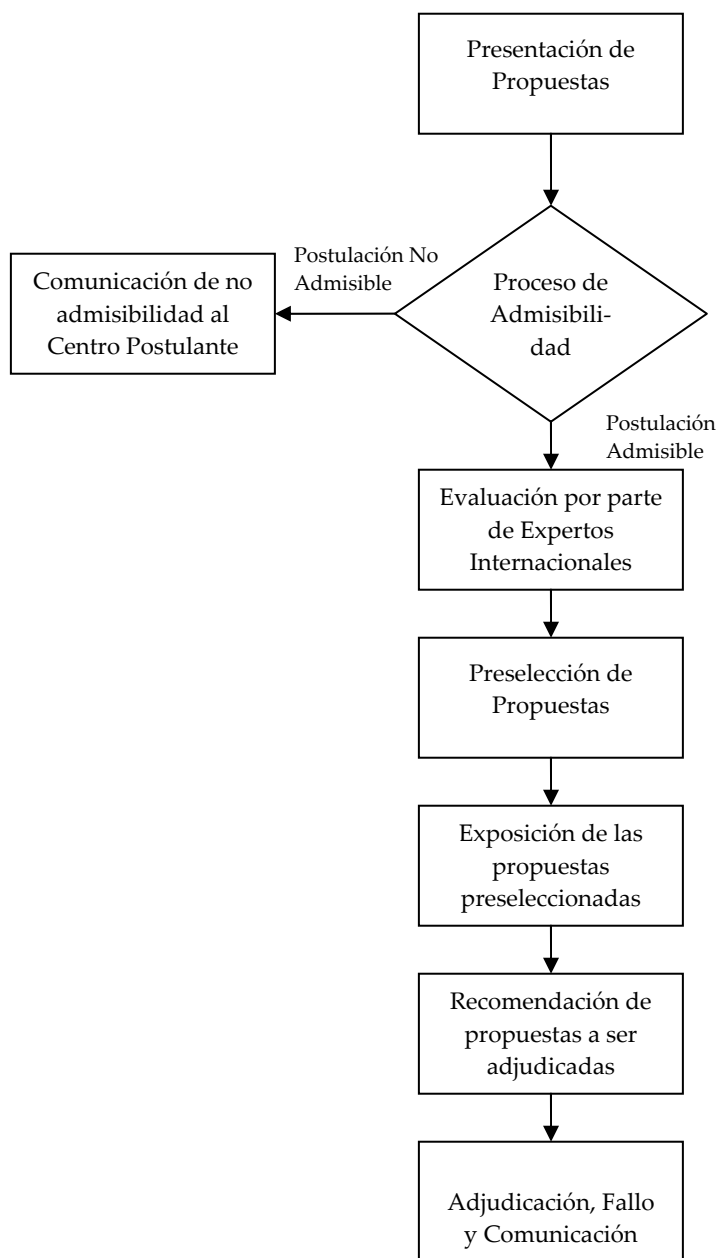 Presentación de
Propuestas
Postulación No
Admisible
Comunicación de no
admisibilidad al
Centro Postulante
Proceso de
Admisibili-
dad
Postulación
Admisible
Evaluación por parte
de Expertos
Internacionales
Preselección de
Propuestas
Exposición de las
propuestas
preseleccionadas
Recomendación de
propuestas a ser
adjudicadas
Adjudicación, Fallo
y Comunicación